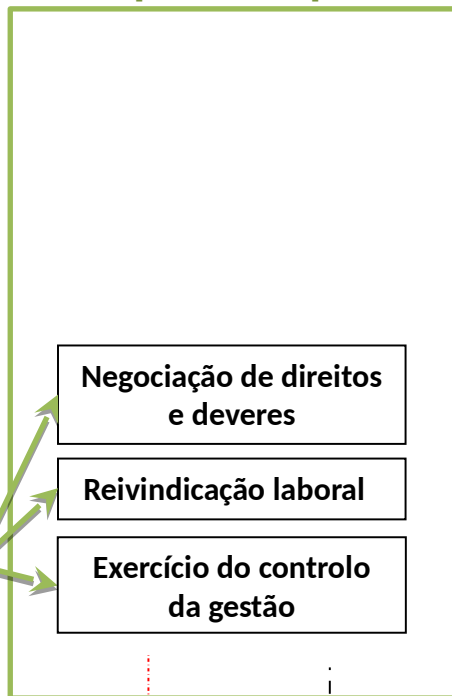 Negociação de direitos
e deveres
Reivindicação laboral
Exercício do controlo
da gestão